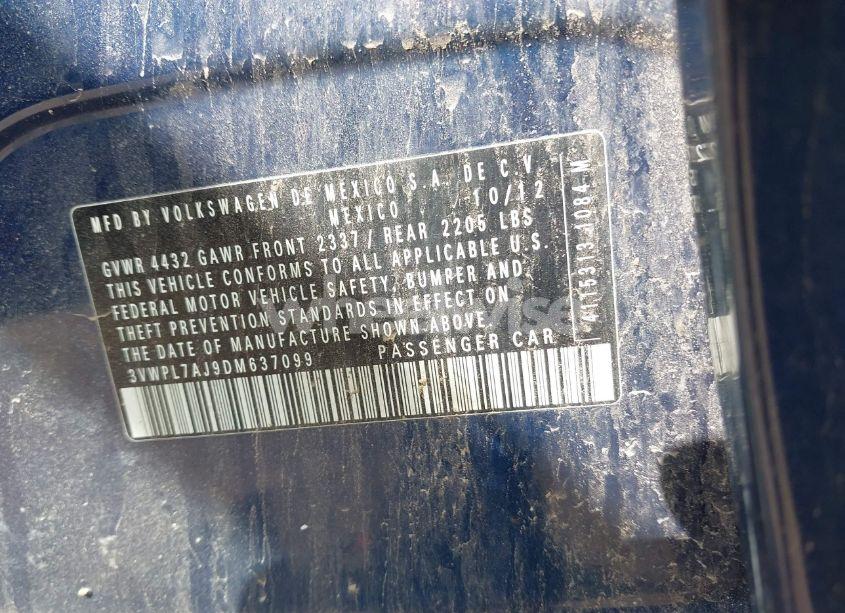 MFD BY VOLKSWAGEN DE MEXICO S.A. DE C.V.
MEXICO 10/12
GVWR 4432 GAWR FRONT 2337 / REAR 2205 LBS
THIS VEHICLE CONFORMS TO ALL APPLICABLE U.S.
FEDERAL MOTOR VEHICLE SAFETY, BUMPER AND
THEFT PREVENTION STANDARDS IN EFFECT ON
THE DATE OF MANUFACTURE SHOWN ABOVE.
3VWPL7AJ9DM637099 PASSENGER CAR